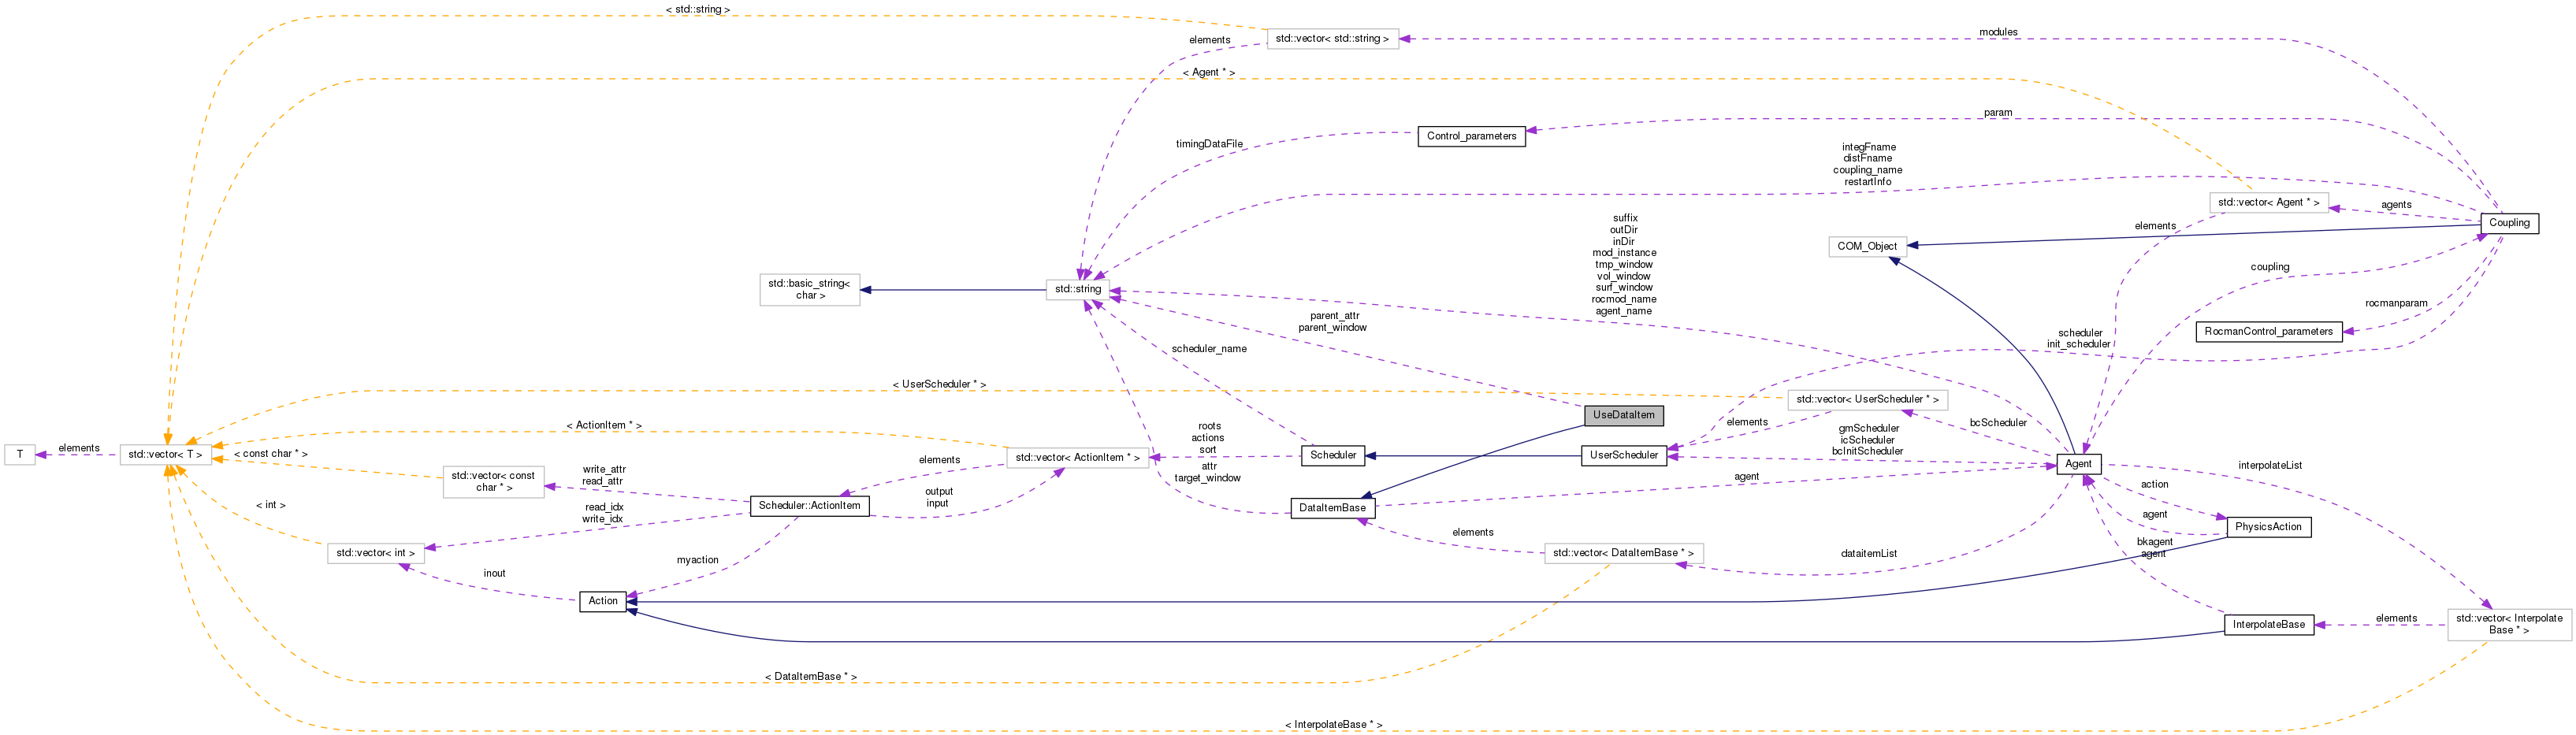 < std::string >
std::vector< std::string >
elements
modules
< Agent * >
param
Control_parameters
timingDataFile
integFname
distFname
coupling_name
restartInfo
std::vector< Agent * >
agents
Coupling
elements
suffix
outDir
inDir
mod_instance
tmp_window
vol_window
surf_window
rocmod_name
agent_name
COM_Object
coupling
std::basic_string<
char >
std::string
rocmanparam
RocmanControl_parameters
parent_attr
parent_window
scheduler
init_scheduler
scheduler_name
< UserScheduler * >
std::vector< UserScheduler * >
UseDataItem
elements
bcScheduler
< ActionItem * >
roots
actions
sort
gmScheduler
icScheduler
bcInitScheduler
T
elements
std::vector< T >
< const char * >
std::vector< ActionItem * >
Scheduler
UserScheduler
Agent
interpolateList
elements
attr
target_window
std::vector< const
char * >
write_attr
read_attr
agent
action
output
input
Scheduler::ActionItem
DataItemBase
< int >
read_idx
write_idx
agent
PhysicsAction
elements
std::vector< int >
std::vector< DataItemBase * >
dataitemList
bkagent
agent
myaction
inout
Action
InterpolateBase
elements
std::vector< Interpolate
Base * >
< DataItemBase * >
< InterpolateBase * >